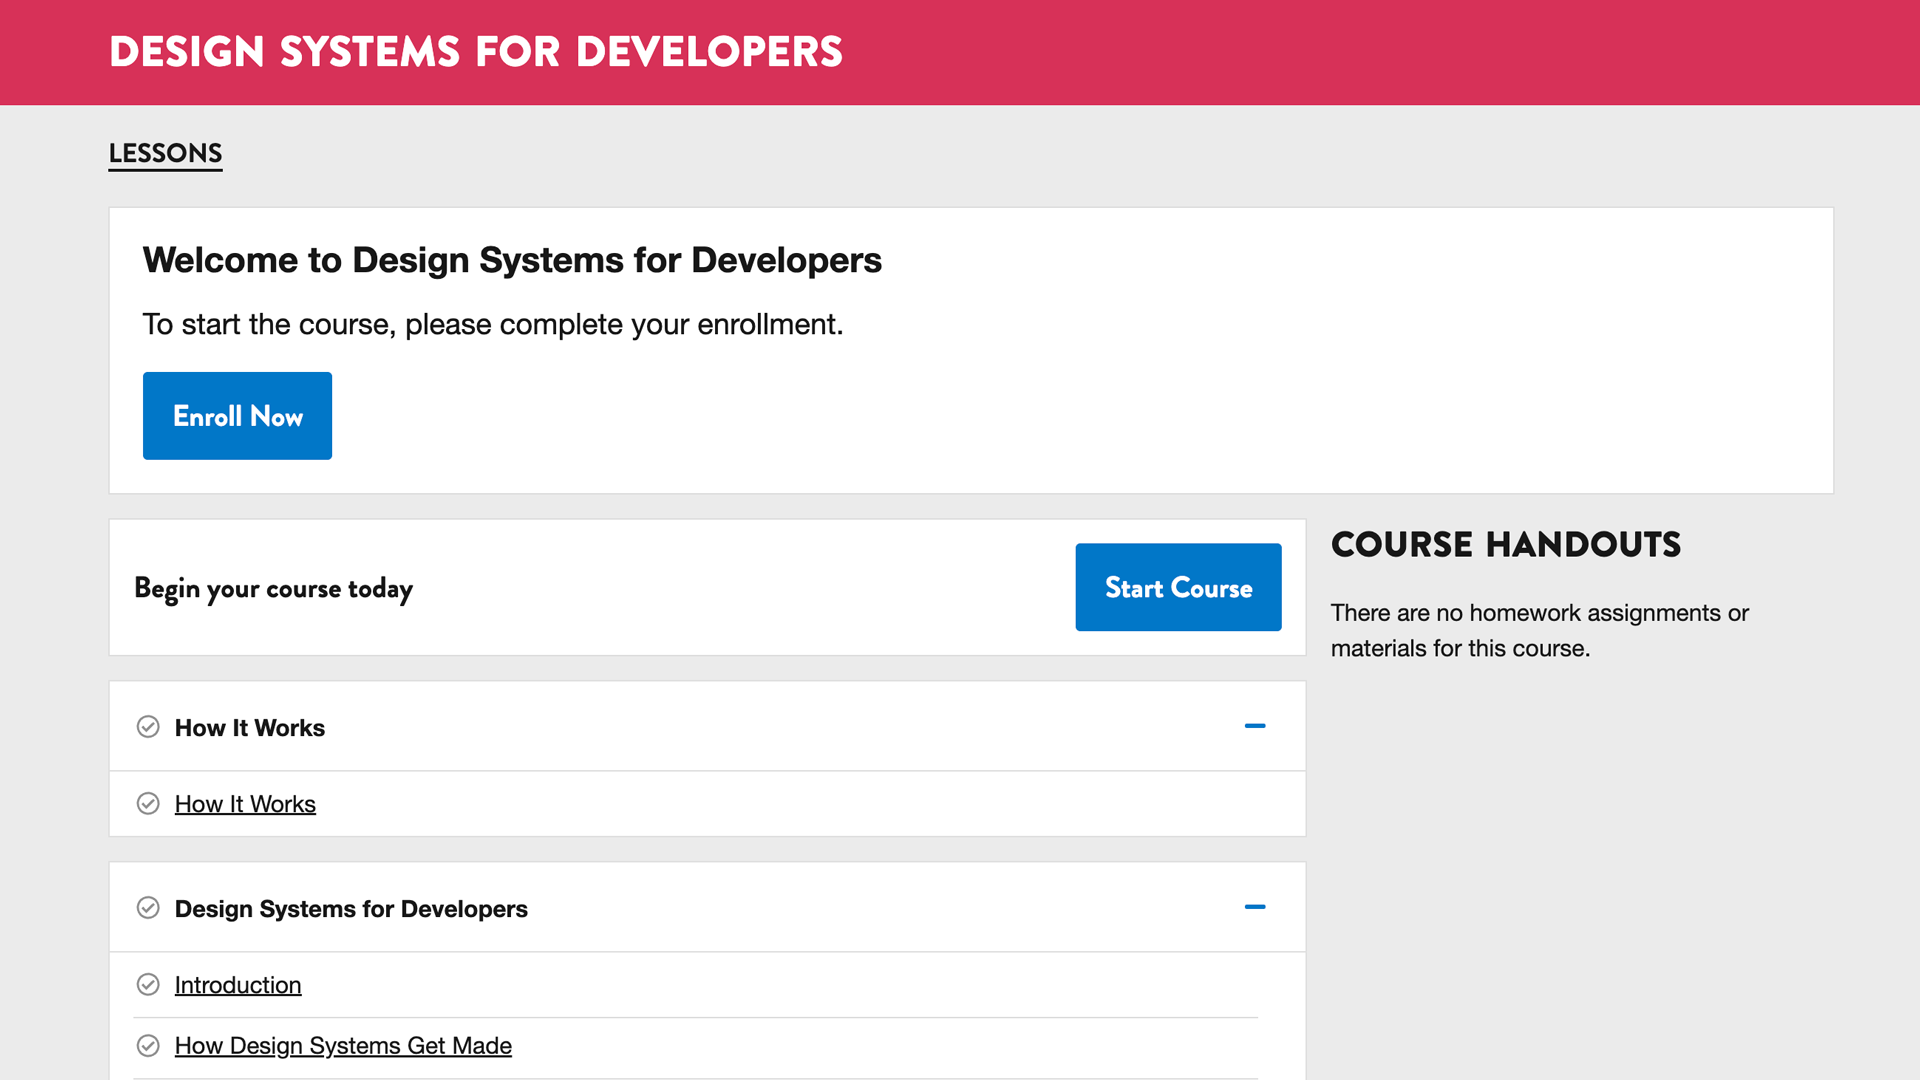 DESIGN SYSTEMS FOR DEVELOPERS
LESSONS
Welcome to Design Systems for Developers
To start the course, please complete your enrollment.
Enroll Now
Begin your course today
Start Course
COURSE HANDOUTS
There are no homework assignments or
materials for this course.
How It Works
How It Works
Design Systems for Developers
Introduction
How Design Systems Get Made